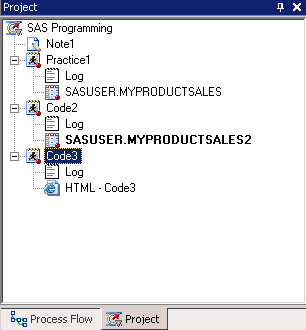 Project
SAS Programming
Note1
Practice1
Log
SASUSER.MYPRODUCTSALES
Code2
Log
SASUSER.MYPRODUCTSALES2
Code3
Log
HTML - Code3
Process Flow
Project